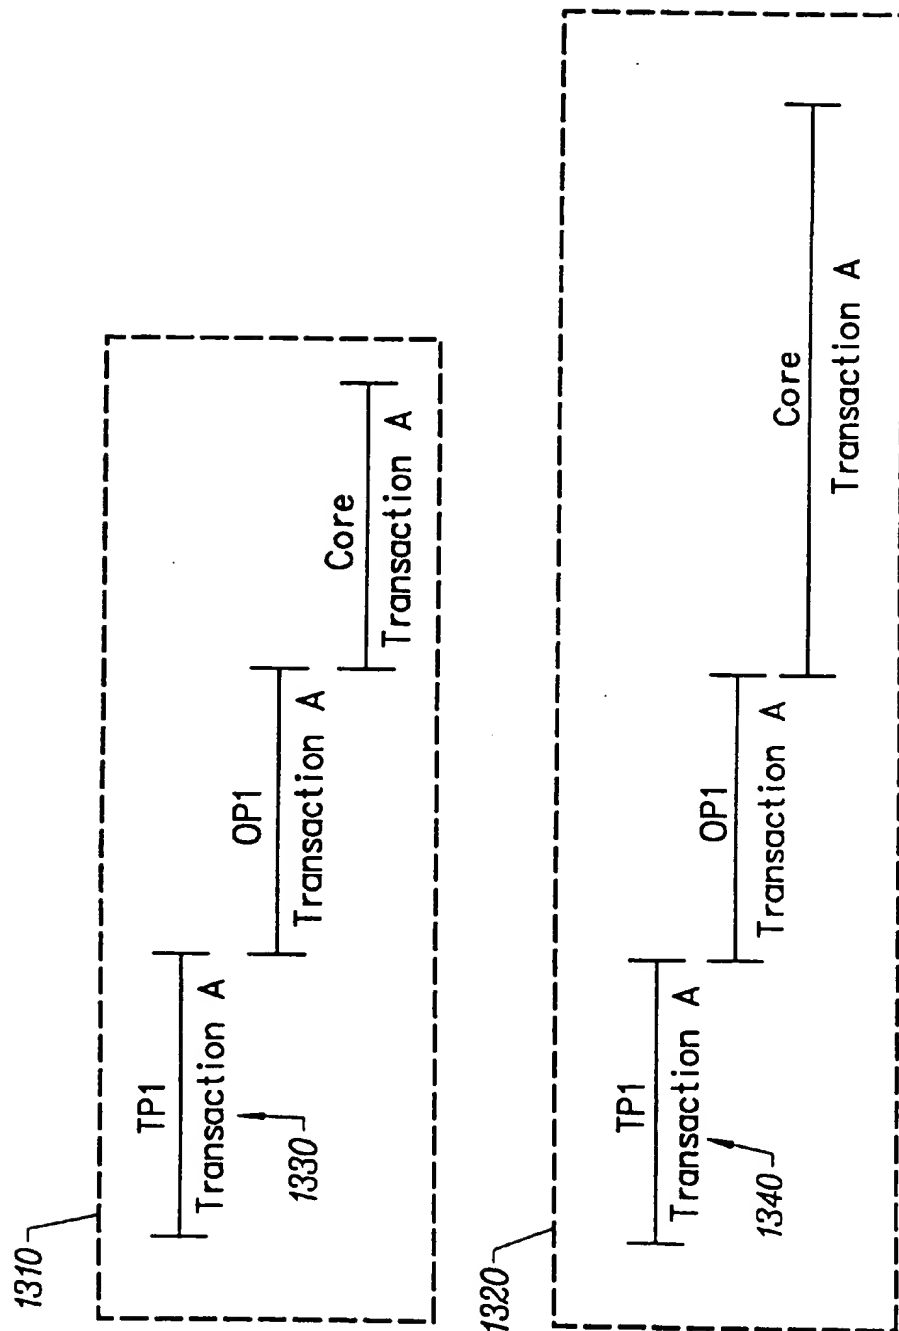 1310
TP1
Transaction A
1330
OP1
Transaction A
Core
Transaction A
1320
TP1
Transaction A
1340
OP1
Transaction A
Core
Transaction A